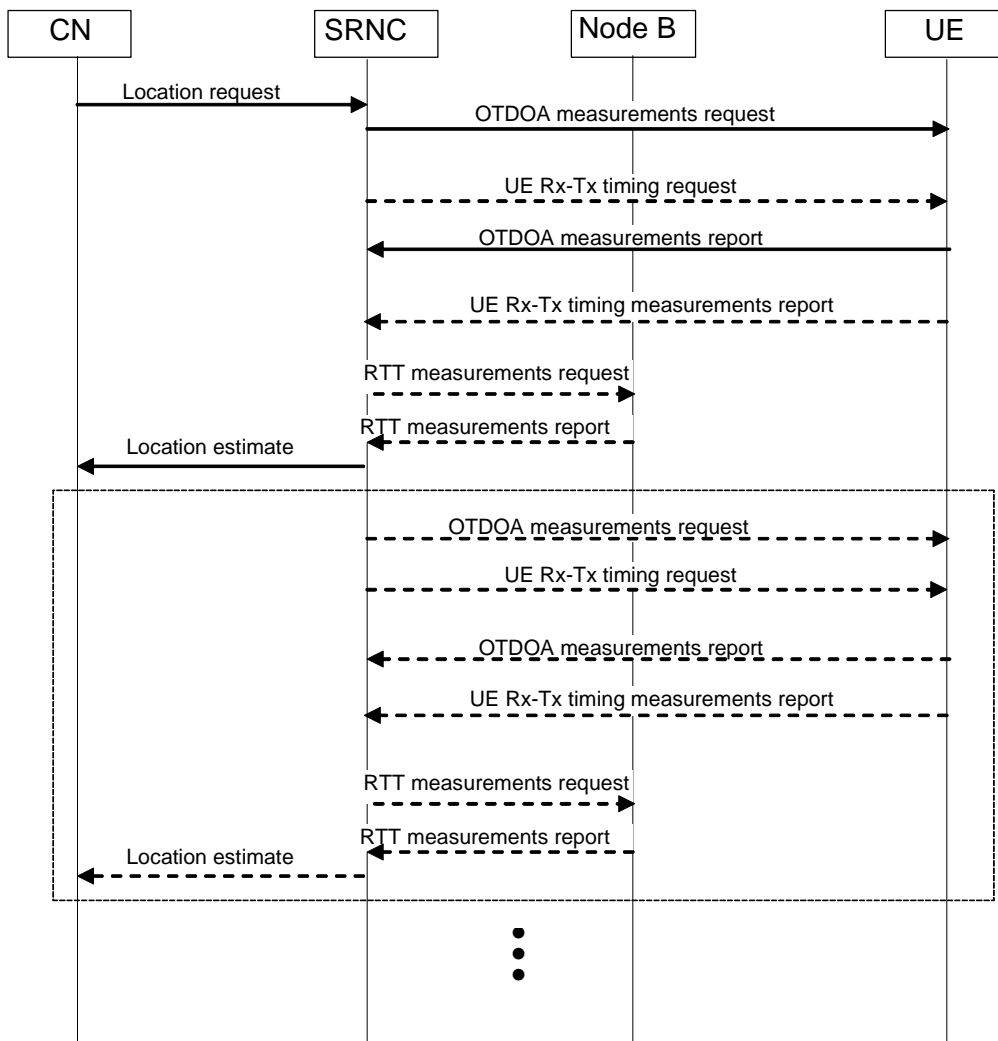 CN
SRNC
Node B
UE
Location request
OTDOA measurements request
UE Rx-Tx timing request
OTDOA measurements report
UE Rx-Tx timing measurements report
RTT measurements request
RTT measurements report
Location estimate
OTDOA measurements request
UE Rx-Tx timing request
OTDOA measurements report
UE Rx-Tx timing measurements report
RTT measurements request
RTT measurements report
Location estimate